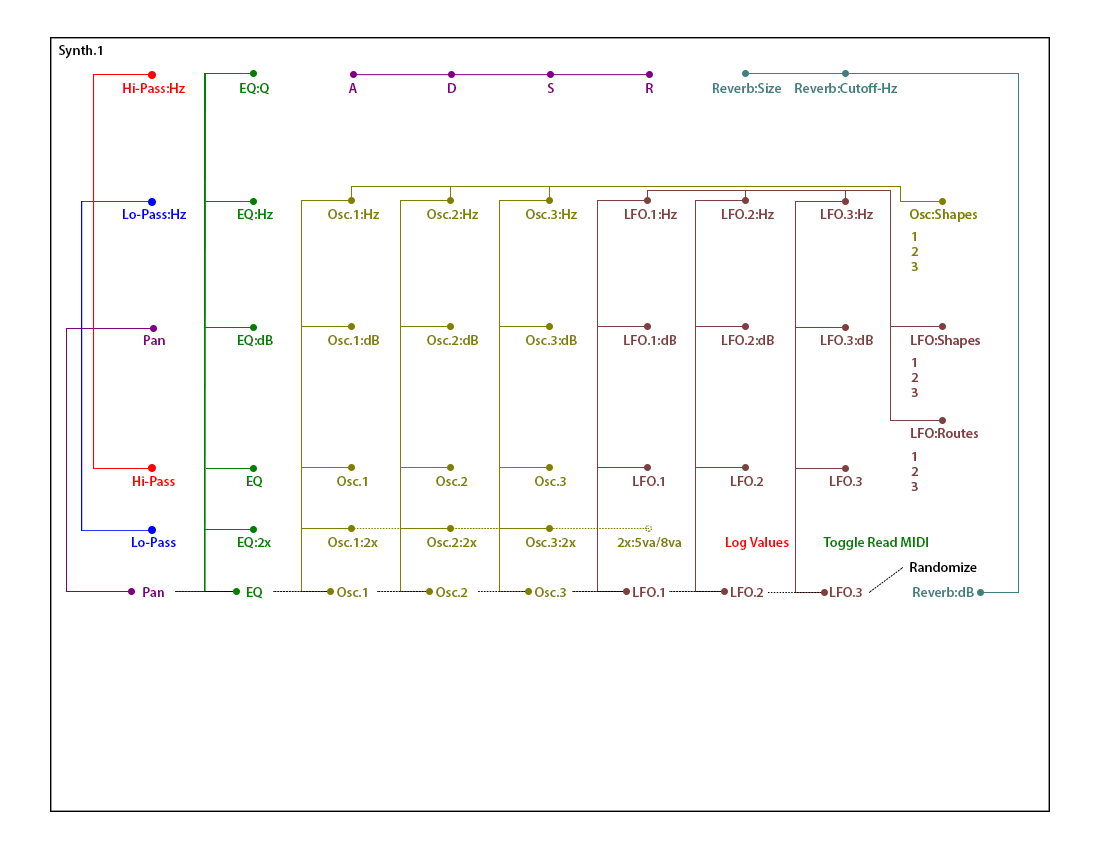 Synth.1
Hi-Pass:Hz EQ:Q A D S R Reverb:Size Reverb:Cutoff-Hz
Lo-Pass:Hz EQ:Hz Osc.1:Hz Osc.2:Hz Osc.3:Hz LFO.1:Hz LFO.2:Hz LFO.3:Hz Osc:Shapes
1
2
3
Pan EQ:dB Osc.1:dB Osc.2:dB Osc.3:dB LFO.1:dB LFO.2:dB LFO.3:dB LFO:Shapes
1
2
3
LFO:Routes
1
2
3
Hi-Pass EQ Osc.1 Osc.2 Osc.3 LFO.1 LFO.2 LFO.3
Lo-Pass EQ:2x Osc.1:2x Osc.2:2x Osc.3:2x 2x:5va/8va Log Values Toggle Read MIDI
Randomize
Pan EQ Osc.1 Osc.2 Osc.3 LFO.1 LFO.2 LFO.3 Reverb:dB